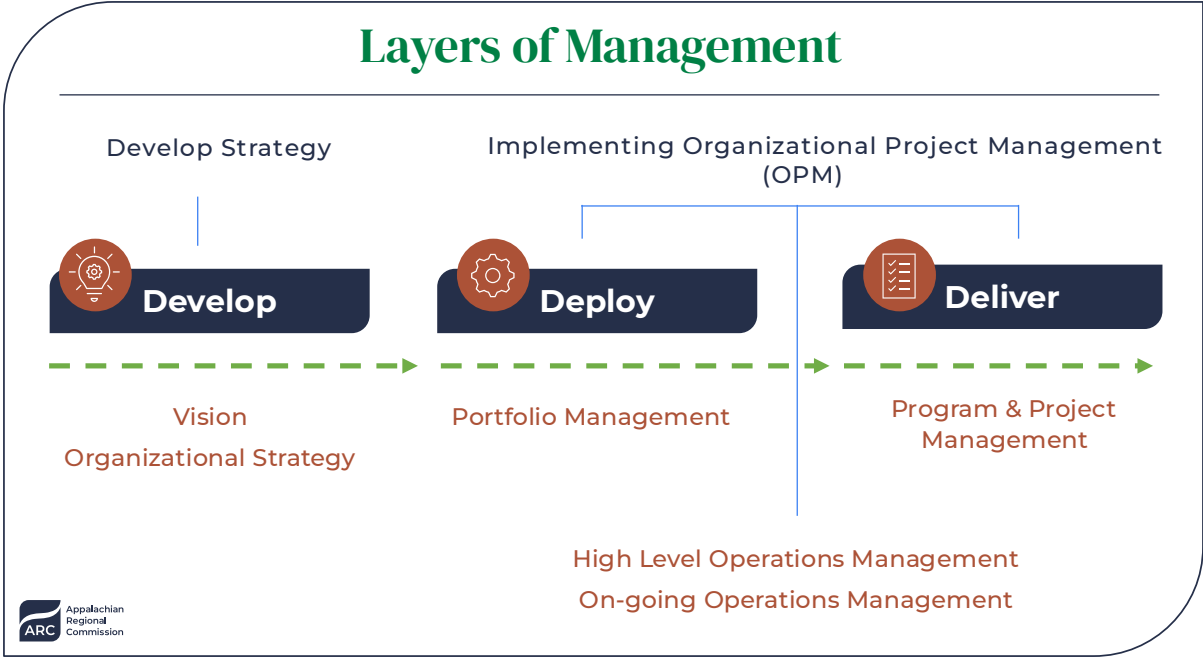 Layers of Management
Develop Strategy
Implementing Organizational Project Management
(OPM)
Develop
Deploy
Deliver
Vision
Organizational Strategy
Portfolio Management
Program & Project
Management
High Level Operations Management
On-going Operations Management
ARC
Appalachian
Regional
Commission